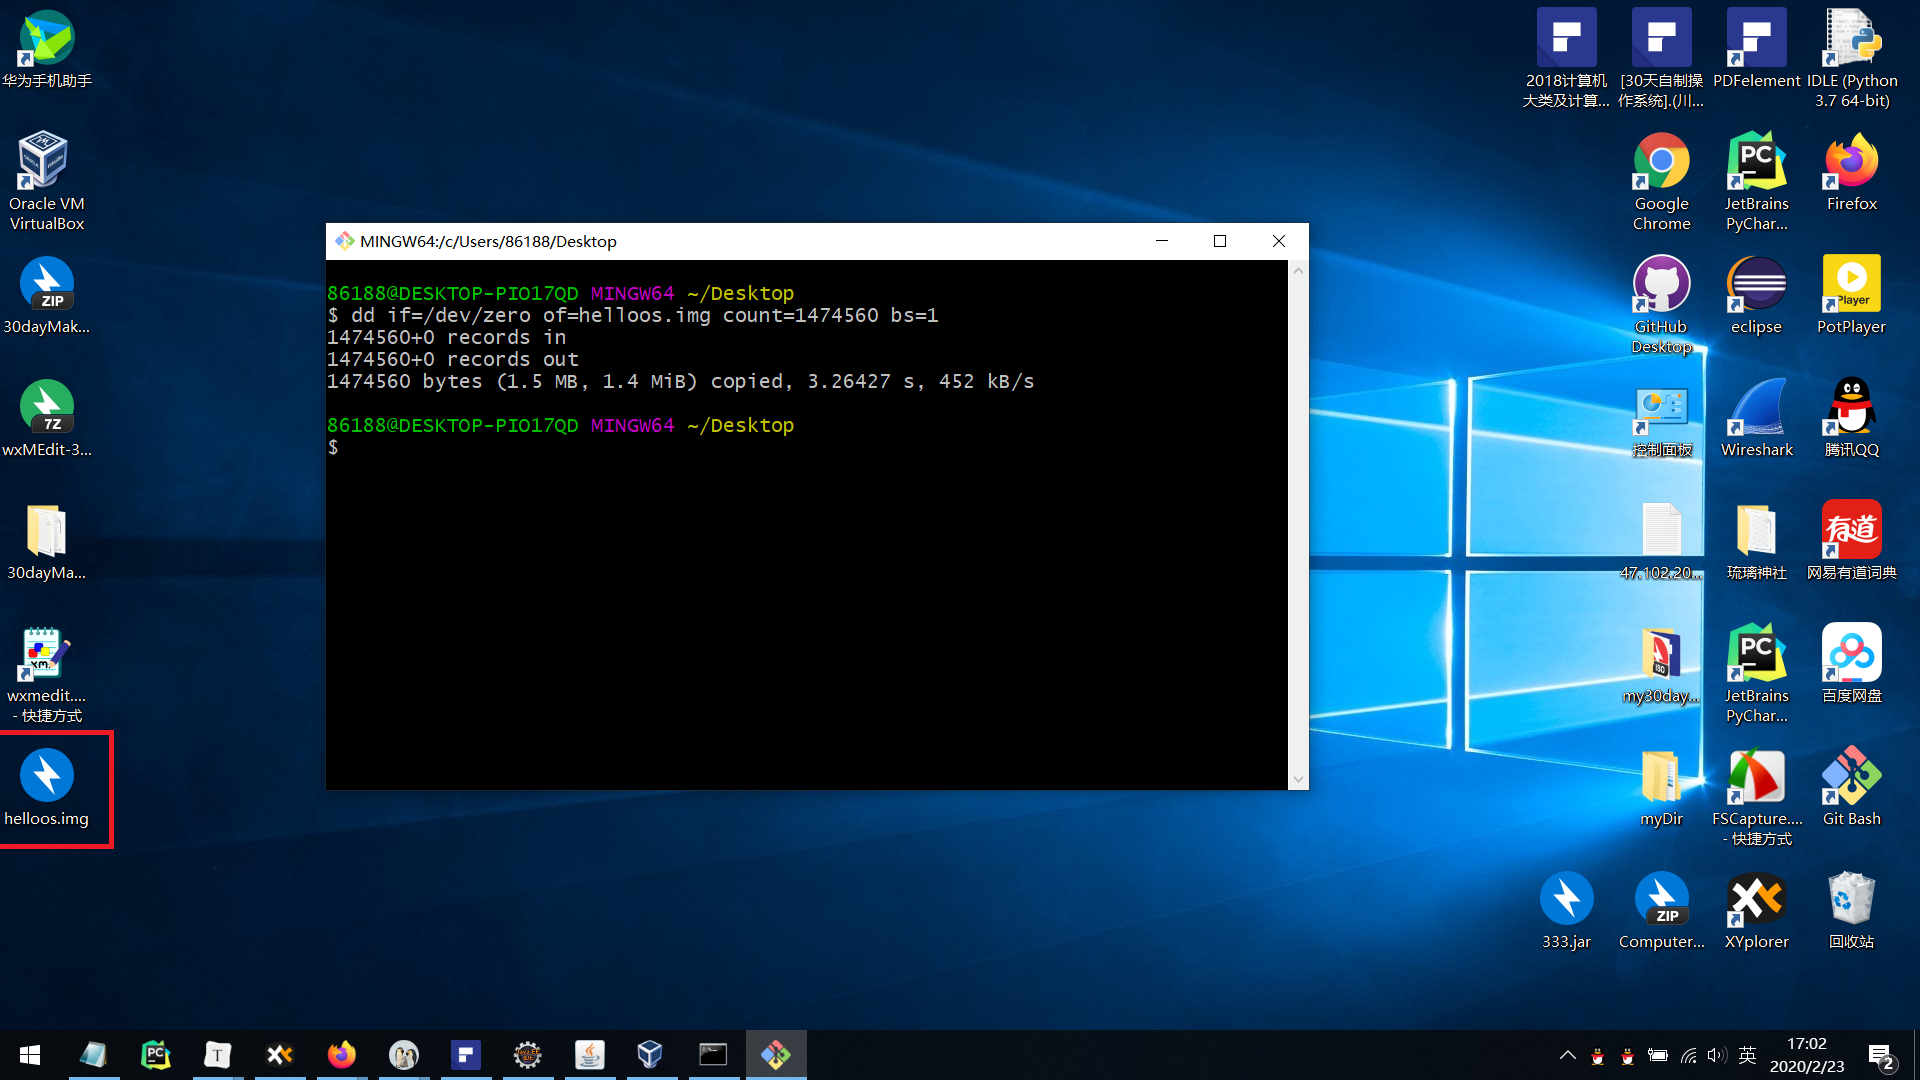 华为手机助手
Oracle VM
VirtualBox
ZIP
30dayMak...
7Z
wxMEdit-3...
30dayMa...
wxmedit....
- 快捷方式
helloos.img
MINGW64:/c/Users/86188/Desktop
86188@DESKTOP-PIO17QD MINGW64 ~/Desktop
$ dd if=/dev/zero of=helloos.img count=1474560 bs=1
1474560+0 records in
1474560+0 records out
1474560 bytes (1.5 MB, 1.4 MiB) copied, 3.26427 s, 452 kB/s
86188@DESKTOP-PIO17QD MINGW64 ~/Desktop
$
2018计算机
大类及计算...
[30天自制操
作系统].(川...
PDFelement
IDLE (Python
3.7 64-bit)
Google
Chrome
PC
JetBrains
PyChar...
Firefox
GitHub
Desktop
eclipse
Player
PotPlayer
控制面板
Wireshark
腾讯QQ
47.102.20...
琉璃神社
有道
网易有道词典
ISO
my30day...
PC
JetBrains
PyChar...
百度网盘
myDir
FSCapture....
- 快捷方式
Git Bash
333.jar
ZIP
Computer...
XYplorer
回收站
PC
T
英
17:02
2020/2/23
2